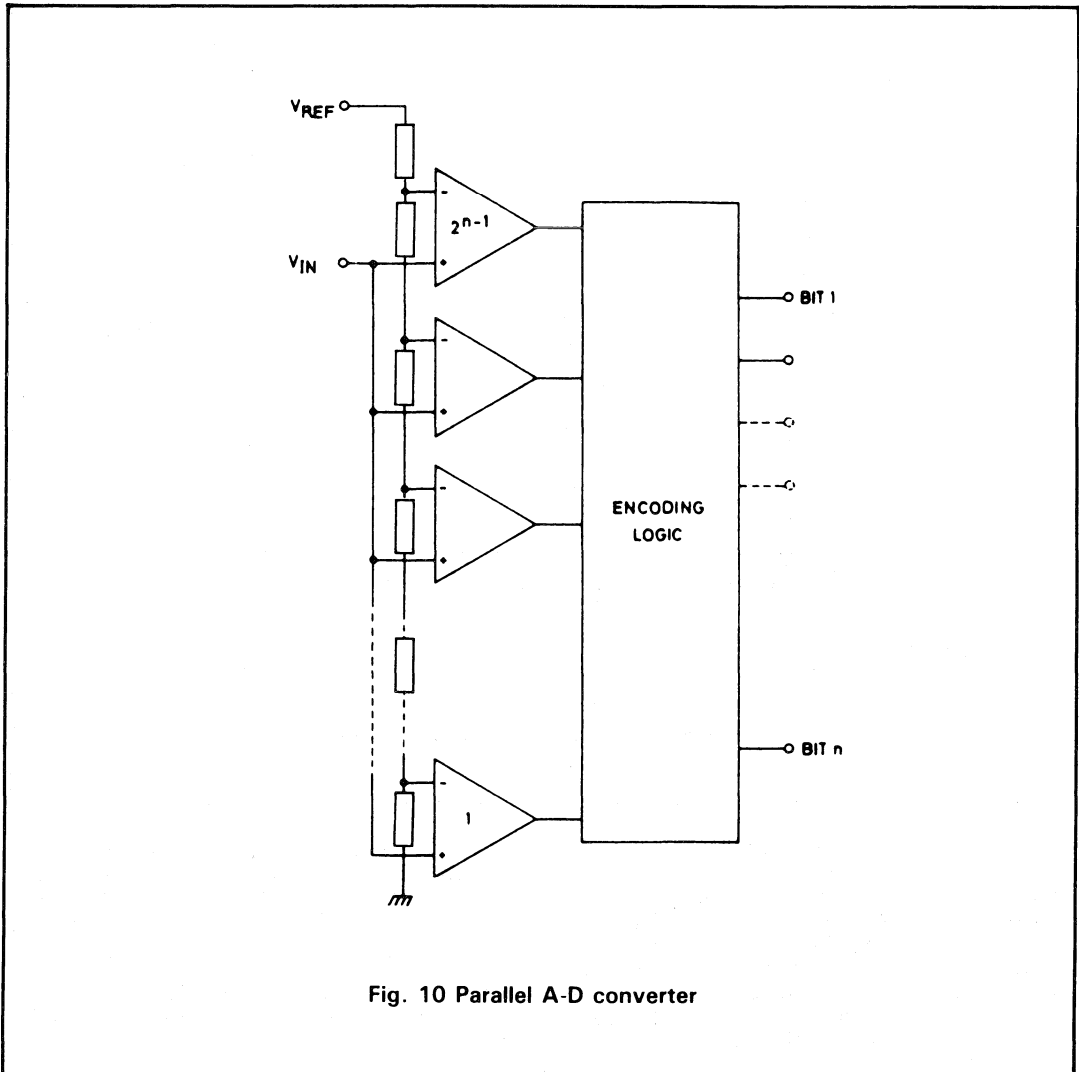 VREF
-
2n-1
VIN
+
BIT 1
-
+
-
+
ENCODING
LOGIC
BIT n
-
1
+
Fig. 10 Parallel A-D converter